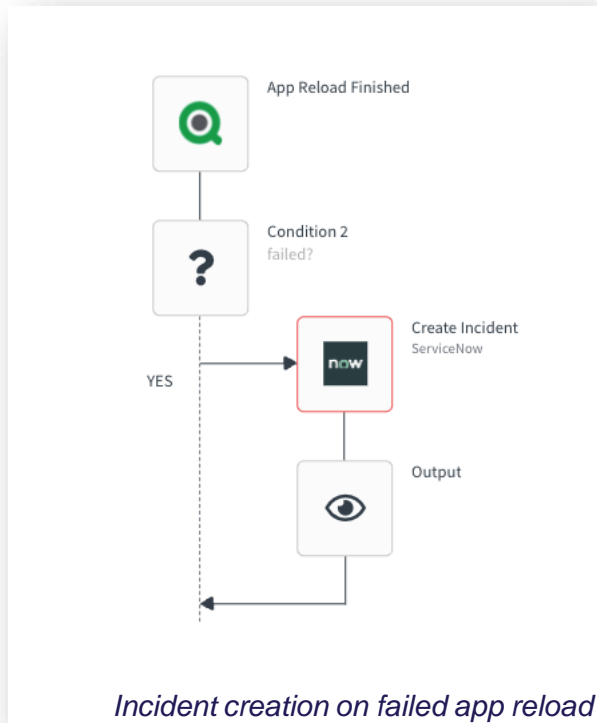 App Reload Finished
Condition 2
failed?
Create Incident
ServiceNow
now
YES
Output
Incident creation on failed app reload